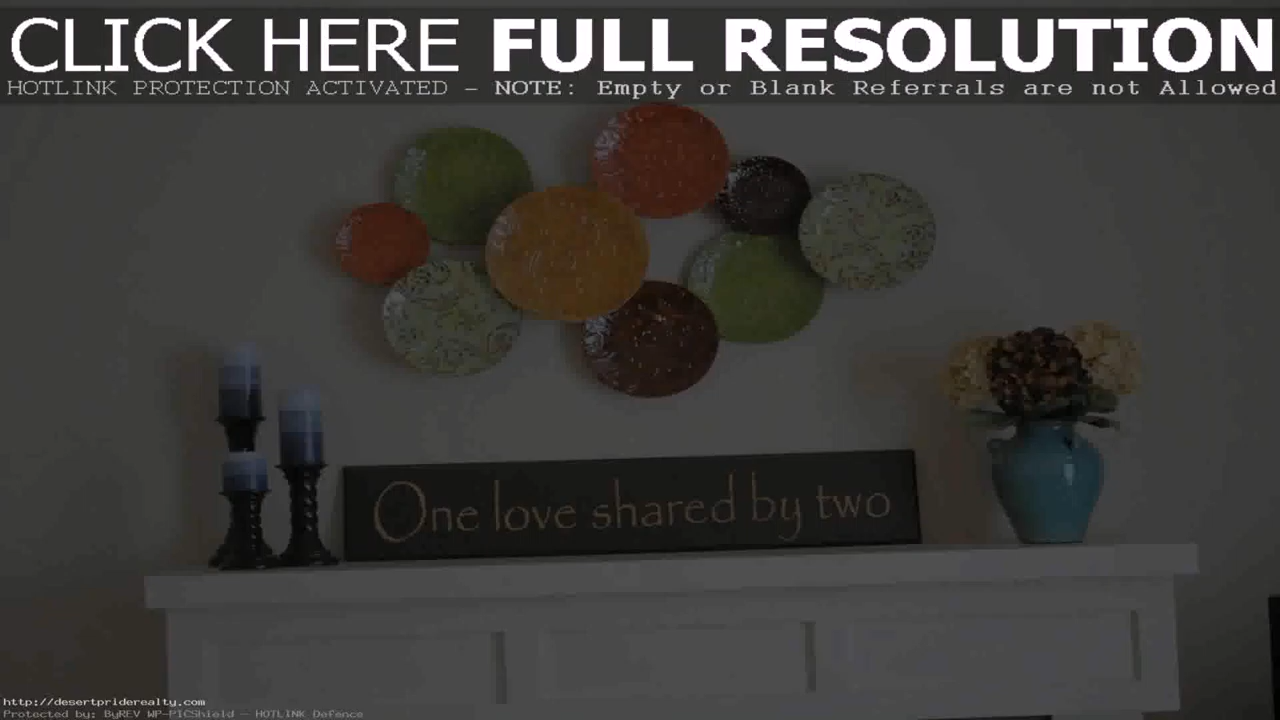 CLICK HERE FULL RESOLUTION
HOTLINK PROTECTION ACTIVATED - NOTE: Empty or Blank Referrals are not Allowed
One love shared by two
http://desertpriderealty.com
Protected by: ByREV WP-PICShield - HOTLINK Defence